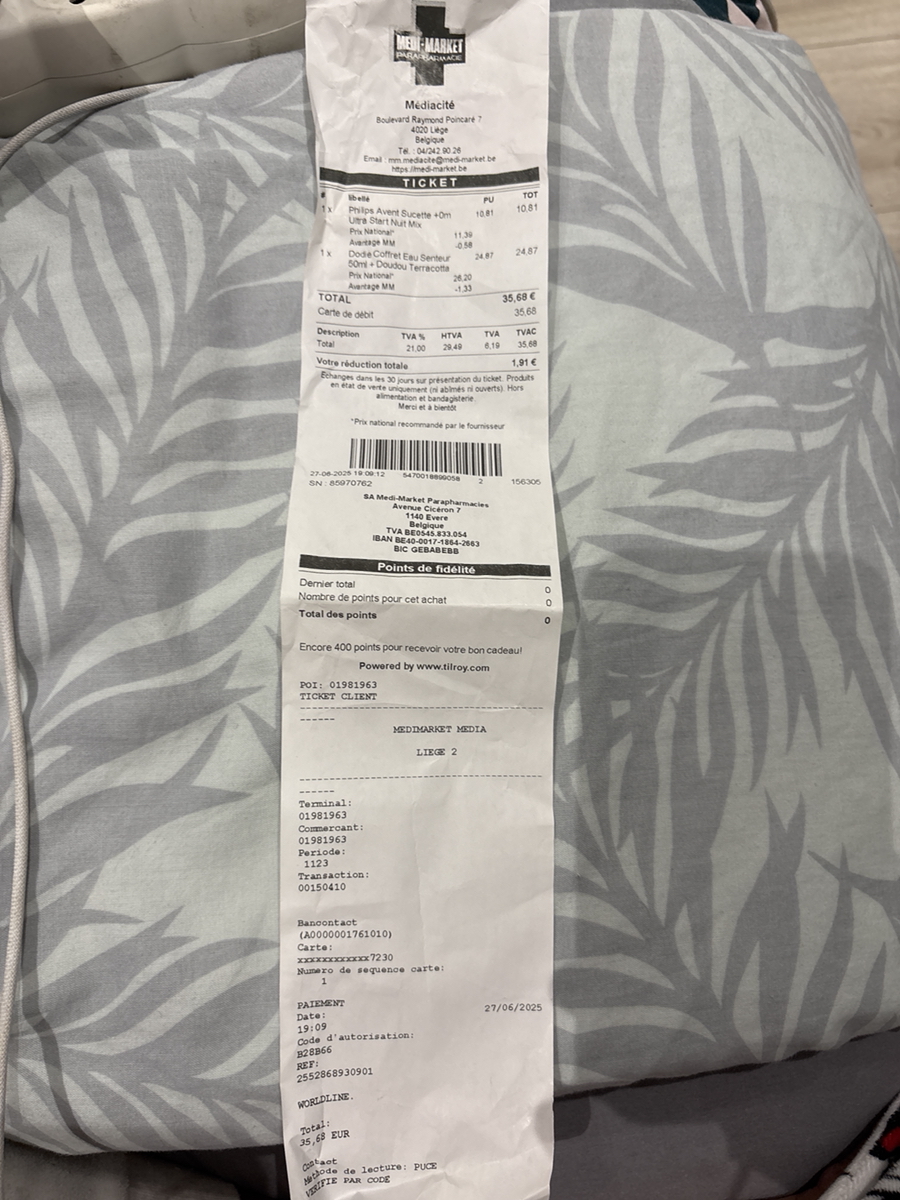 MEDI-MARKET
PARAPHARMACIE
Médiacité
Boulevard Raymond Poincaré 7
4020 Liège
Belgique
Tél. : 04/242.90.26
Email : mm.mediacite@medi-market.be
https://medi-market.be
TICKET
# libellé PU TOT
1 x Philips Avent Sucette +0m 10,81 10,81
Ultra Start Nuit Mix
Prix National* 11,39
Avantage MM -0,58
1 x Dodie Coffret Eau Senteur 24,87 24,87
50ml + Doudou Terracotta
Prix National* 26,20
Avantage MM -1,33
TOTAL 35,68 €
Carte de débit 35,68
Description TVA % HTVA TVA TVAC
Total 21,00 29,49 6,19 35,68
Votre réduction totale 1,91 €
Echanges dans les 30 jours sur présentation du ticket. Produits
en état de vente uniquement (ni abîmés ni ouverts). Hors
alimentation et bandagisterie.
Merci et à bientôt
*Prix national recommandé par le fournisseur
27-06-2025 19:09:12 5470018899058 2 156305
SN : 85970762
SA Medi-Market Parapharmacies
Avenue Cicéron 7
1140 Evere
Belgique
TVA BE0545.833.054
IBAN BE40-0017-1864-2663
BIC GEBABEBB
Points de fidélité
Dernier total 0
Nombre de points pour cet achat 0
Total des points 0
Encore 400 points pour recevoir votre bon cadeau!
Powered by www.tilroy.com
POI: 01981963
TICKET CLIENT
MEDIMARKET MEDIA
LIEGE 2
Terminal:
01981963
Commercant:
01981963
Periode:
1123
Transaction:
00150410
Bancontact
(A0000001761010)
Carte:
xxxxxxxxxxxx7230
Numero de sequence carte:
1
PAIEMENT
Date: 27/06/2025
19:09
Code d'autorisation:
B28B66
REF:
2552868930901
WORLDLINE.
Total:
35,68 EUR
Contact
Methode de lecture: PUCE
VERIFIE PAR CODE